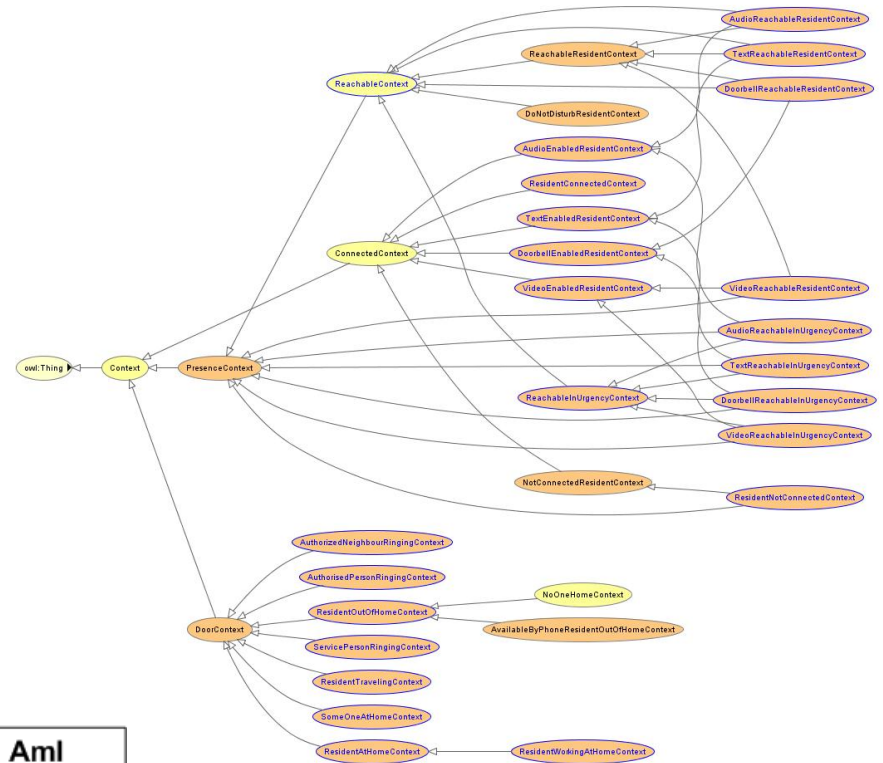 AudioReachableResidentContext
ReachableResidentContext
TextReachableResidentContext
ReachableContext
DoorbellReachableResidentContext
DoNotDisturbResidentContext
AudioEnabledResidentContext
ResidentConnectedContext
TextEnabledResidentContext
ConnectedContext
DoorbellEnabledResidentContext
VideoEnabledResidentContext
VideoReachableResidentContext
AudioReachableInUrgencyContext
owl:Thing
Context
PresenceContext
TextReachableInUrgencyContext
ReachableInUrgencyContext
DoorbellReachableInUrgencyContext
VideoReachableInUrgencyContext
NotConnectedResidentContext
ResidentNotConnectedContext
AuthorizedNeighbourRingingContext
AuthorisedPersonRingingContext
NoOneHomeContext
ResidentOutOfHomeContext
DoorContext
AvailableByPhoneResidentOutOfHomeContext
ServicePersonRingingContext
ResidentTravelingContext
SomeOneAtHomeContext
AmI
ResidentAtHomeContext
ResidentWorkingAtHomeContext